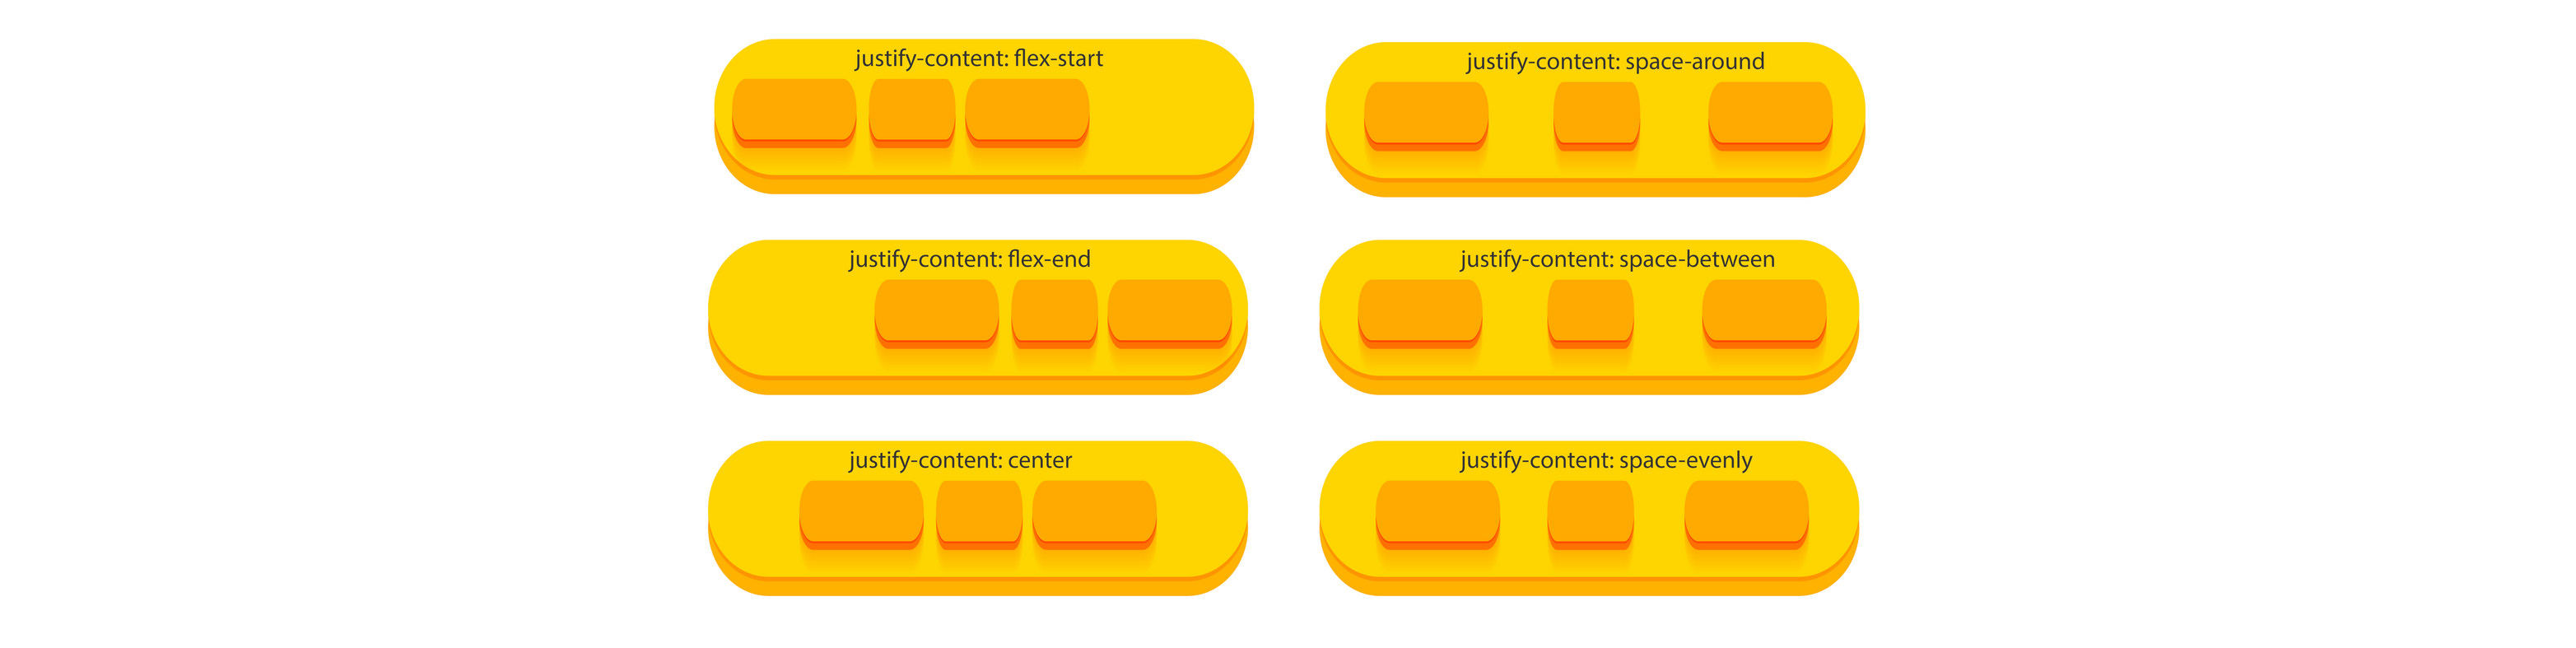 justify-content: flex-start
justify-content: space-around
justify-content: flex-end
justify-content: space-between
justify-content: center
justify-content: space-evenly